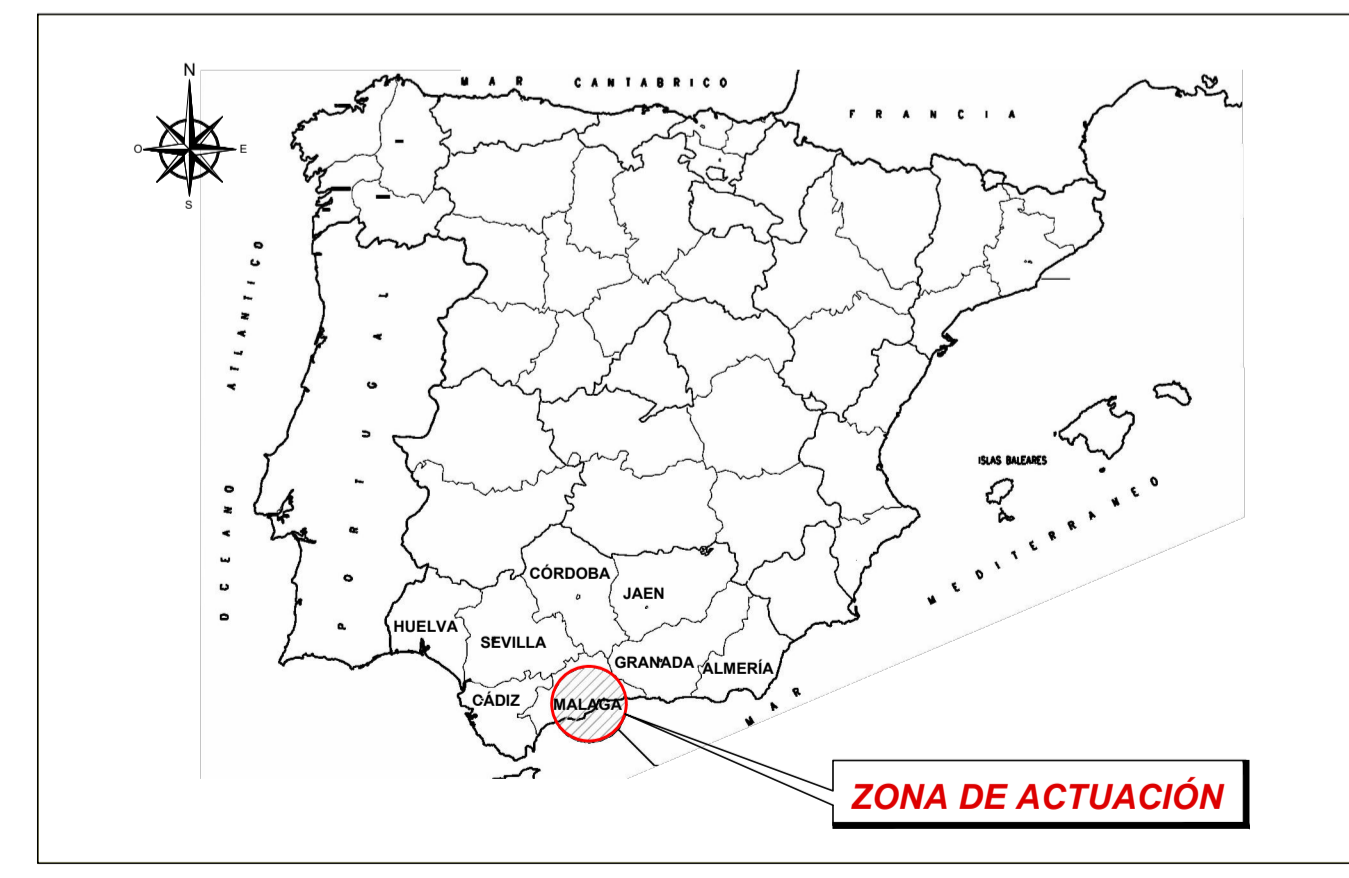 N
O
E
S
MAR CANTABRICO
FRANCIA
OCEANO ATLANTICO
PORTUGAL
ISLAS BALEARES
MAR MEDITERRANEO
CÓRDOBA
JAEN
HUELVA
SEVILLA
GRANADA
ALMERÍA
CÁDIZ
MALAGA
ZONA DE ACTUACIÓN